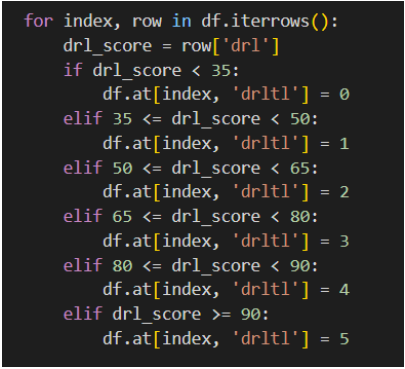 for index, row in df.iterrows():
    drl_score = row['drl']
    if drl_score < 35:
        df.at[index, 'drltl'] = 0
    elif 35 <= drl_score < 50:
        df.at[index, 'drltl'] = 1
    elif 50 <= drl_score < 65:
        df.at[index, 'drltl'] = 2
    elif 65 <= drl_score < 80:
        df.at[index, 'drltl'] = 3
    elif 80 <= drl_score < 90:
        df.at[index, 'drltl'] = 4
    elif drl_score >= 90:
        df.at[index, 'drltl'] = 5